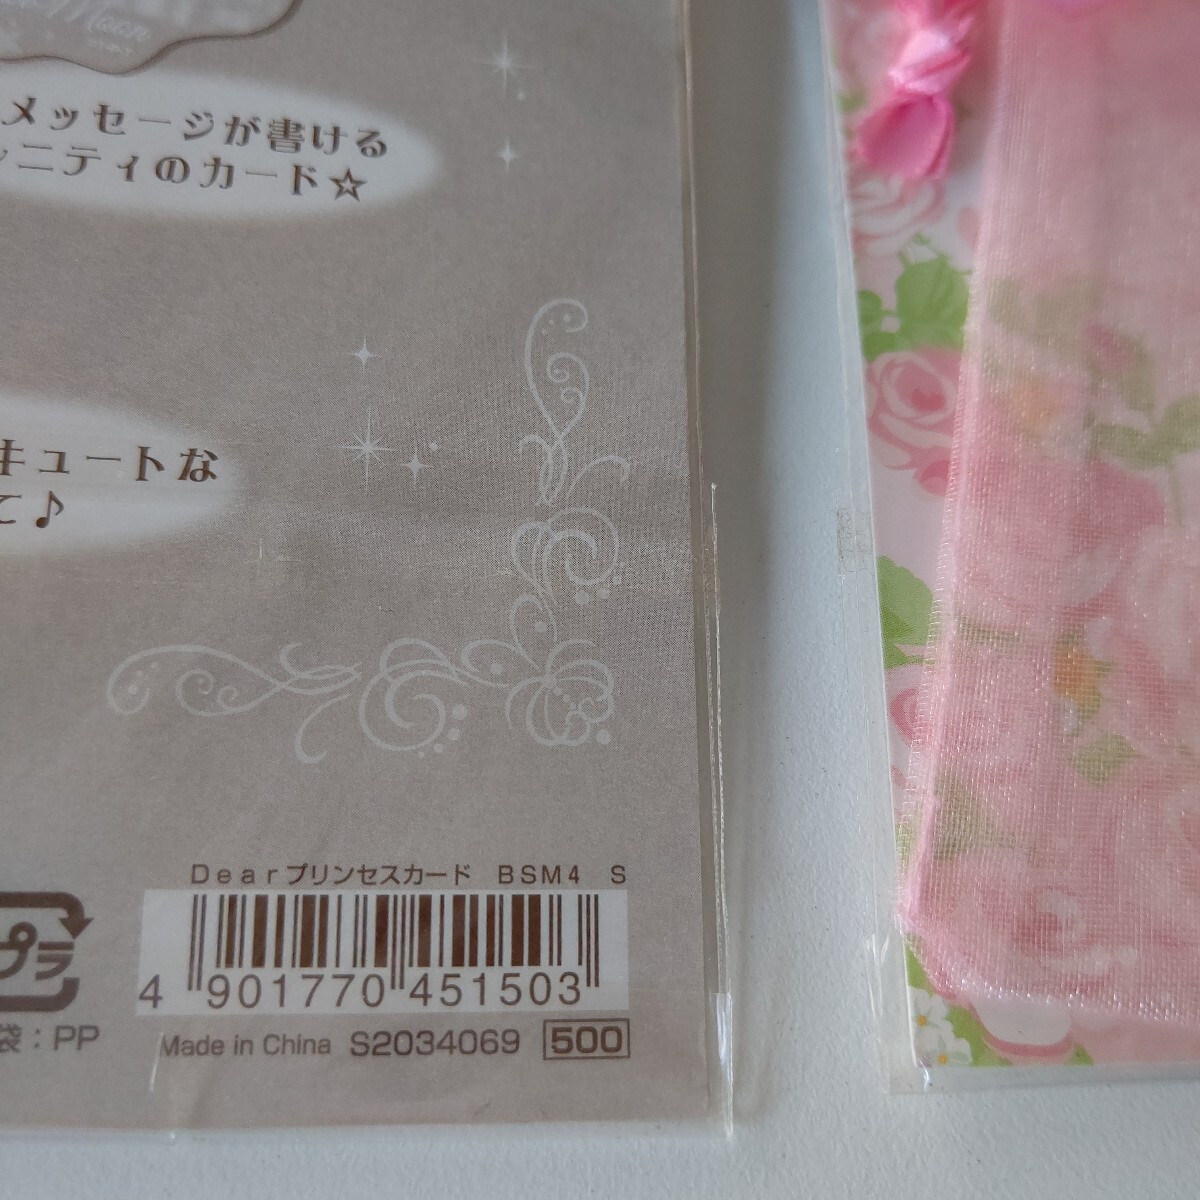 Moon
メッセージが書ける
ニティのカード☆
キュートな
て♪
Dearプリンセスカード BSM4 S
4 901770 451503
プラ
袋：PP
Made in China S2034069 500